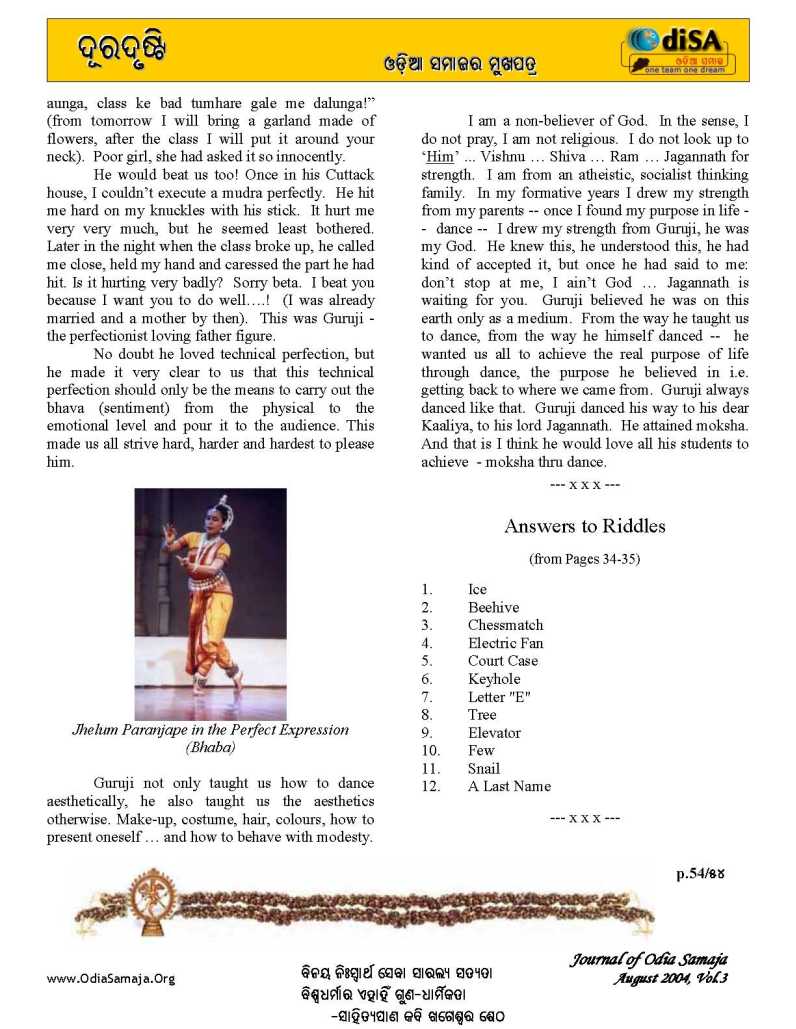 ଦୂରଦୃଷ୍ଟି
ଓଡ଼ିଆ ସମାଜର ମୁଖପତ୍ର
OdiSA
ଓଡ଼ିଆ ସମାଜ
one team one dream
aunga, class ke bad tumhare gale me dalunga!”
(from tomorrow I will bring a garland made of
flowers, after the class I will put it around your
neck). Poor girl, she had asked it so innocently.
He would beat us too! Once in his Cuttack
house, I couldn’t execute a mudra perfectly. He hit
me hard on my knuckles with his stick. It hurt me
very very much, but he seemed least bothered.
Later in the night when the class broke up, he called
me close, held my hand and caressed the part he had
hit. Is it hurting very badly? Sorry beta. I beat you
because I want you to do well….! (I was already
married and a mother by then). This was Guruji -
the perfectionist loving father figure.
No doubt he loved technical perfection, but
he made it very clear to us that this technical
perfection should only be the means to carry out the
bhava (sentiment) from the physical to the
emotional level and pour it to the audience. This
made us all strive hard, harder and hardest to please
him.
Jhelum Paranjape in the Perfect Expression
(Bhaba)
Guruji not only taught us how to dance
aesthetically, he also taught us the aesthetics
otherwise. Make-up, costume, hair, colours, how to
present oneself … and how to behave with modesty.
I am a non-believer of God. In the sense, I
do not pray, I am not religious. I do not look up to
‘Him’ ... Vishnu … Shiva … Ram … Jagannath for
strength. I am from an atheistic, socialist thinking
family. In my formative years I drew my strength
from my parents -- once I found my purpose in life -
- dance -- I drew my strength from Guruji, he was
my God. He knew this, he understood this, he had
kind of accepted it, but once he had said to me:
don’t stop at me, I ain’t God … Jagannath is
waiting for you. Guruji believed he was on this
earth only as a medium. From the way he taught us
to dance, from the way he himself danced -- he
wanted us all to achieve the real purpose of life
through dance, the purpose he believed in i.e.
getting back to where we came from. Guruji always
danced like that. Guruji danced his way to his dear
Kaaliya, to his lord Jagannath. He attained moksha.
And that is I think he would love all his students to
achieve - moksha thru dance.
--- x x x ---
Answers to Riddles
(from Pages 34-35)
1. Ice
2. Beehive
3. Chessmatch
4. Electric Fan
5. Court Case
6. Keyhole
7. Letter "E"
8. Tree
9. Elevator
10. Few
11. Snail
12. A Last Name
--- x x x ---
p.54/୫୪
www.OdiaSamaja.Org
ବିନୟ ନିଃସ୍ୱାର୍ଥ ସେବା ସାରଲ୍ୟ ସତ୍ୟତା
ବିଶ୍ୱଧର୍ମୀର ଏହାହିଁ ଗୁଣ-ଧାର୍ମିକତା
-ସାହିତ୍ୟପ୍ରାଣ କବି ଖଗେଶ୍ୱର ସେଠ
Journal of Odia Samaja
August 2004, Vol.3